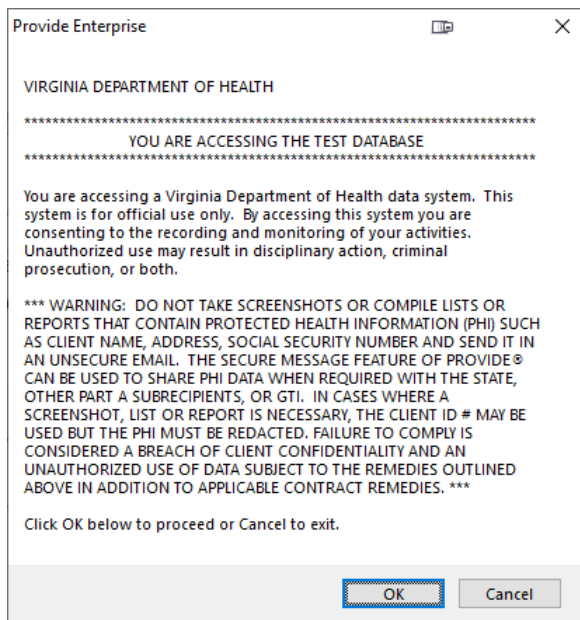 Provide Enterprise
VIRGINIA DEPARTMENT OF HEALTH
*************************************************************************
YOU ARE ACCESSING THE TEST DATABASE
*************************************************************************
You are accessing a Virginia Department of Health data system.  This
system is for official use only.  By accessing this system you are
consenting to the recording and monitoring of your activities.
Unauthorized use may result in disciplinary action, criminal
prosecution, or both.
*** WARNING:  DO NOT TAKE SCREENSHOTS OR COMPILE LISTS OR
REPORTS THAT CONTAIN PROTECTED HEALTH INFORMATION (PHI) SUCH
AS CLIENT NAME, ADDRESS, SOCIAL SECURITY NUMBER AND SEND IT IN
AN UNSECURE EMAIL.  THE SECURE MESSAGE FEATURE OF PROVIDE®
CAN BE USED TO SHARE PHI DATA WHEN REQUIRED WITH THE STATE,
OTHER PART A SUBRECIPIENTS, OR GTI.  IN CASES WHERE A
SCREENSHOT, LIST OR REPORT IS NECESSARY, THE CLIENT ID # MAY BE
USED BUT THE PHI MUST BE REDACTED. FAILURE TO COMPLY IS
CONSIDERED A BREACH OF CLIENT CONFIDENTIALITY AND AN
UNAUTHORIZED USE OF DATA SUBJECT TO THE REMEDIES OUTLINED
ABOVE IN ADDITION TO APPLICABLE CONTRACT REMEDIES. ***
Click OK below to proceed or Cancel to exit.
OK Cancel